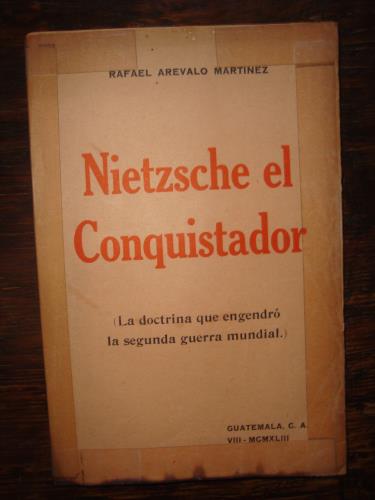 RAFAEL AREVALO MARTINEZ
Nietzsche el
Conquistador
(La doctrina que engendró
la segunda guerra mundial.)
GUATEMALA, C. A.
VIII - MCMXLIII